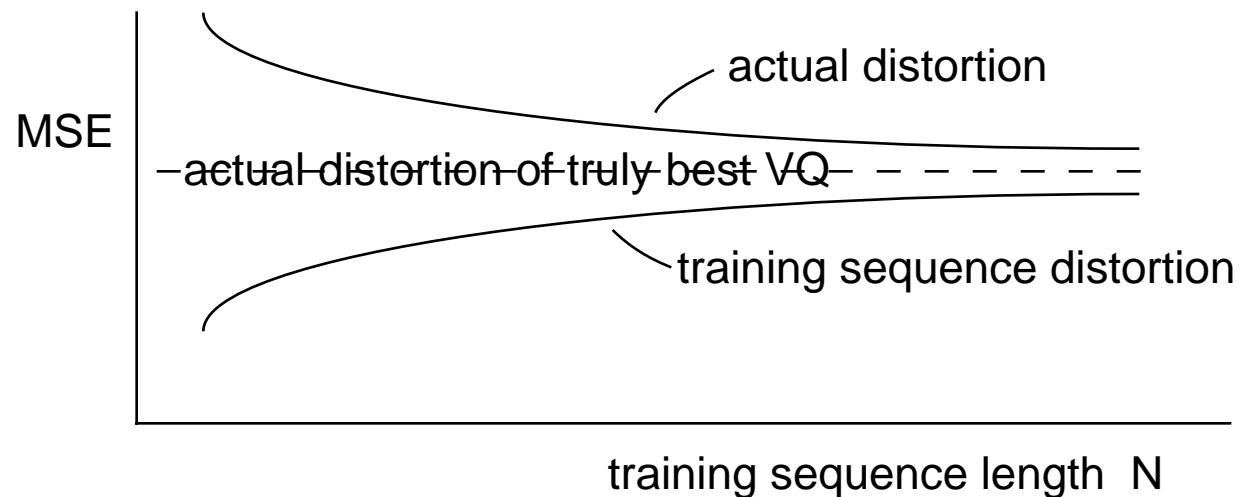 actual distortion
MSE
actual distortion of truly best VQ
training sequence distortion
training sequence length N